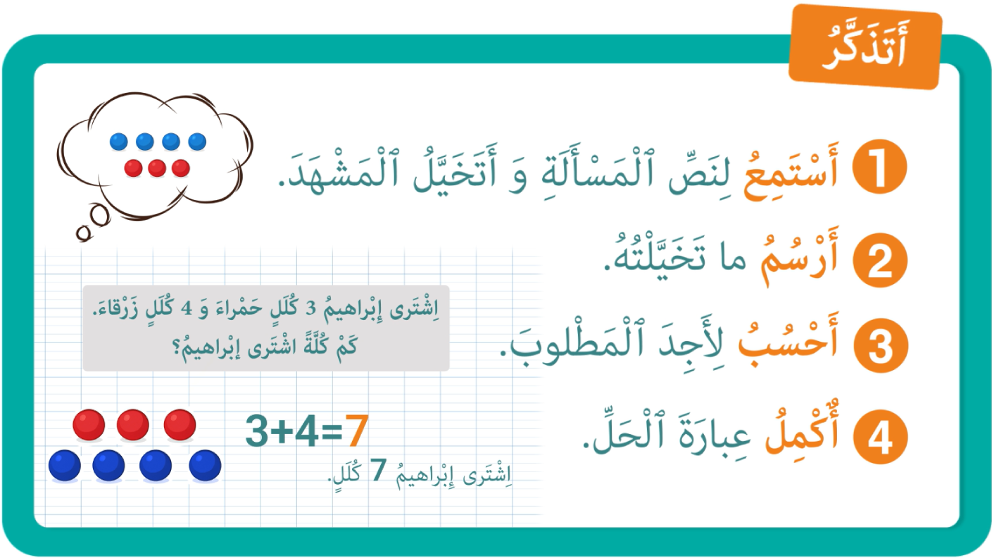 أَتَذَكَّرُ
1 أَسْتَمِعُ لِنَصِّ ٱلْمَسْأَلَةِ وَ أَتَخَيَّلُ ٱلْمَشْهَدَ.
2 أَرْسُمُ ما تَخَيَّلْتُهُ.
3 أَحْسُبُ لِأَجِدَ ٱلْمَطْلوبَ.
4 أُكْمِلُ عِبارَةَ ٱلْحَلِّ.
اِشْتَرى إِبْراهيمُ 3 كُلَلٍ حَمْراءَ وَ 4 كُلَلٍ زَرْقاءَ.
كَمْ كُلَّةً اشْتَرى إبْراهيمُ؟
3+4=7
اِشْتَرى إِبْراهيمُ 7 كُلَلٍ.